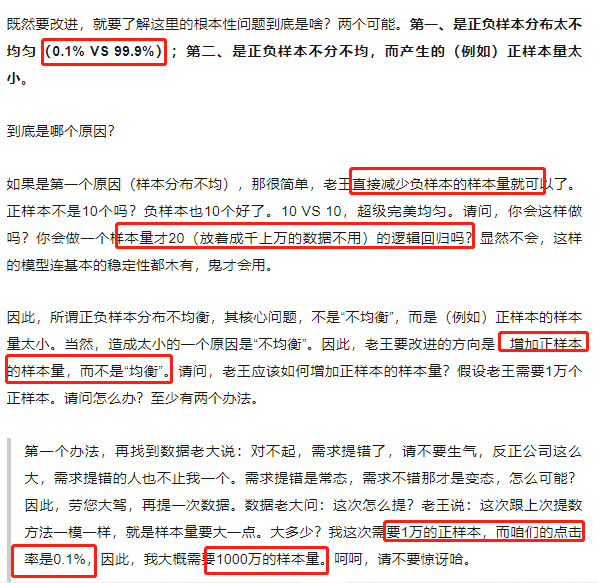 既然要改进，就要了解这里的根本性问题到底是啥？两个可能。第一、是正负样本分布太不
均匀（0.1% VS 99.9%）；第二、是正负样本不分不均，而产生的（例如）正样本量太
小。
到底是哪个原因？
如果是第一个原因（样本分布不均），那很简单，老王直接减少负样本的样本量就可以了。
正样本不是10个吗？负样本也10个好了。10 VS 10，超级完美均匀。请问，你会这样做
吗？你会做一个样本量才20（放着成千上万的数据不用）的逻辑回归吗？显然不会，这样
的模型连基本的稳定性都木有，鬼才会用。
因此，所谓正负样本分布不均衡，其核心问题，不是“不均衡”，而是（例如）正样本的样本
量太小。当然，造成太小的一个原因是“不均衡”。因此，老王要改进的方向是 增加正样本
的样本量，而不是“均衡”。请问，老王应该如何增加正样本的样本量？假设老王需要1万个
正样本。请问怎么办？至少有两个办法。
第一个办法，再找到数据老大说：对不起，需求提错了，请不要生气，反正公司这么
大，需求提错的人也不止我一个。需求提错是常态，需求不错那才是变态，怎么可能？
因此，劳您大驾，再提一次数据。数据老大问：这次怎么提？老王说：这次跟上次提数
方法一模一样，就是样本量要大一点。大多少？我这次需要1万的正样本，而咱们的点击
率是0.1%，因此，我大概需要1000万的样本量。呵呵，请不要惊讶哈。